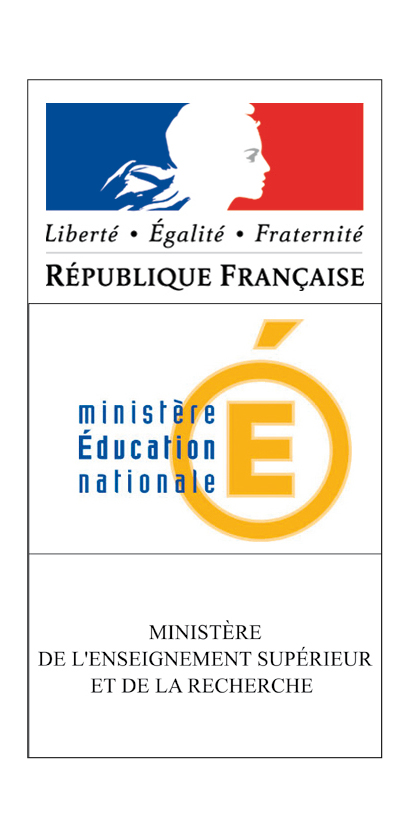 Liberté • Égalité • Fraternité
RÉPUBLIQUE FRANÇAISE
ministère
Éducation
nationale
É
MINISTÈRE
DE L'ENSEIGNEMENT SUPÉRIEUR
ET DE LA RECHERCHE